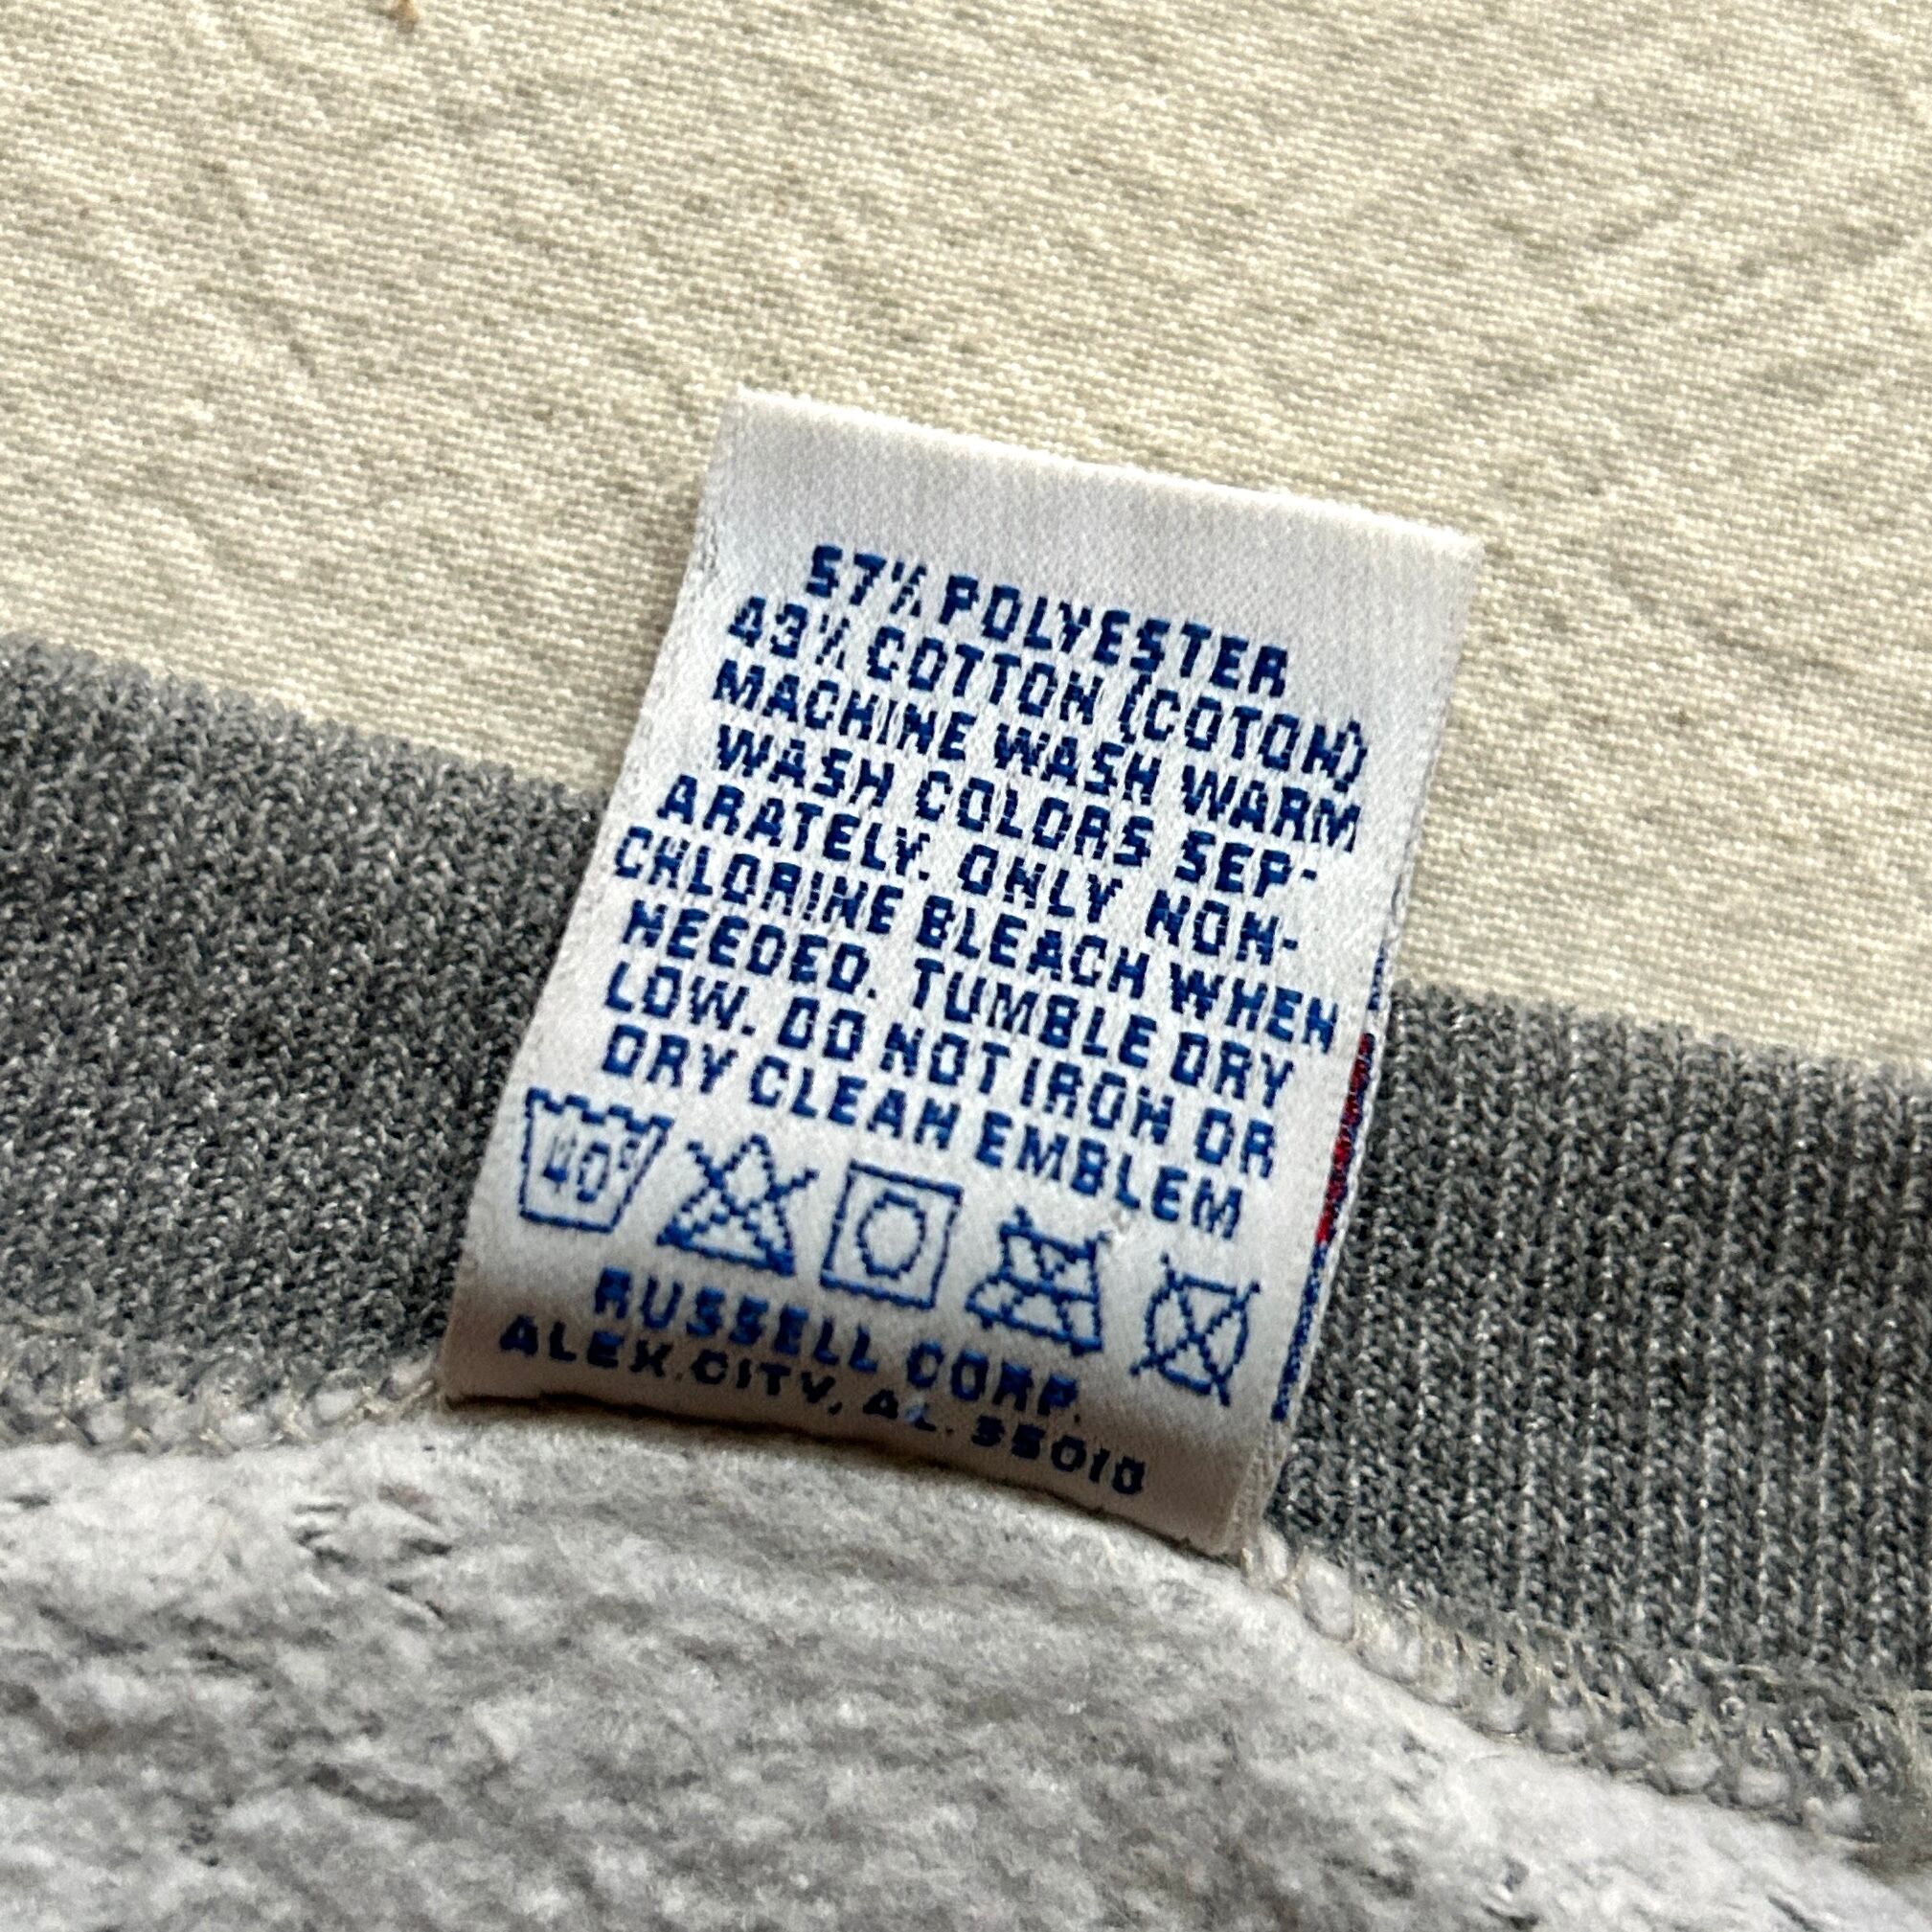 57% POLYESTER
43% COTTON (COTON)
MACHINE WASH WARM
WASH COLORS SEP-
ARATELY. ONLY NON-
CHLORINE BLEACH WHEN
NEEDED. TUMBLE DRY
LOW. DO NOT IRON OR
DRY CLEAN EMBLEM
40°
RUSSELL CORP.
ALEX.CITY, AL. 35010